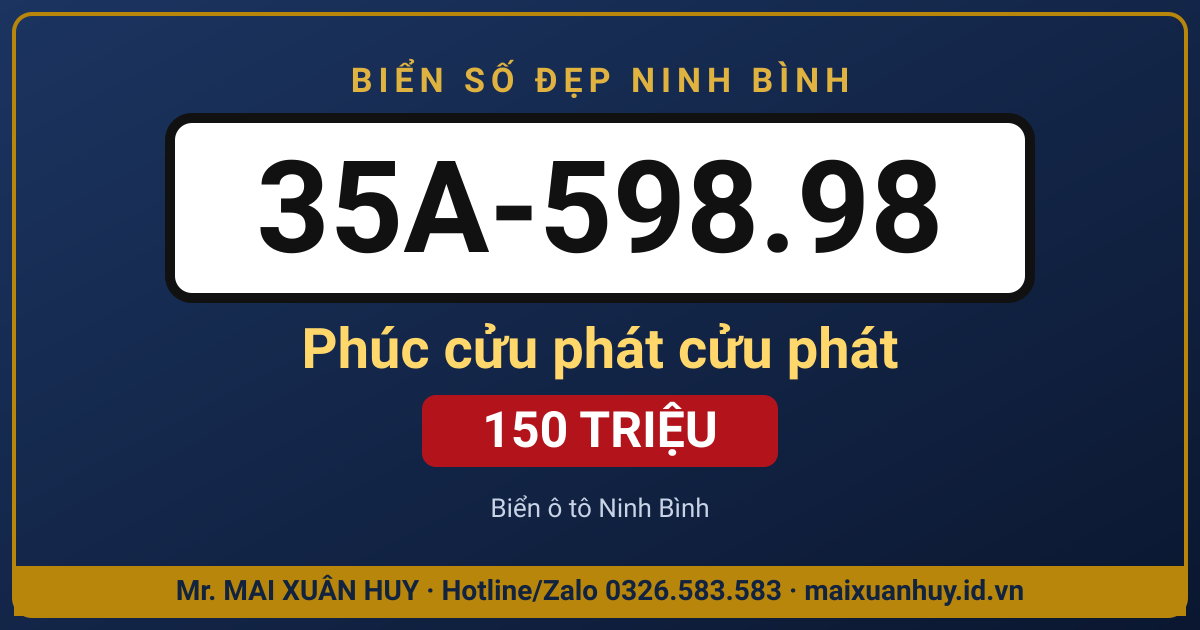 BIỂN SỐ ĐẸP NINH BÌNH
35A-598.98
Phúc cửu phát cửu phát
150 TRIỆU
Biển ô tô Ninh Bình
Mr. MAI XUÂN HUY · Hotline/Zalo 0326.583.583 · maixuanhuy.id.vn